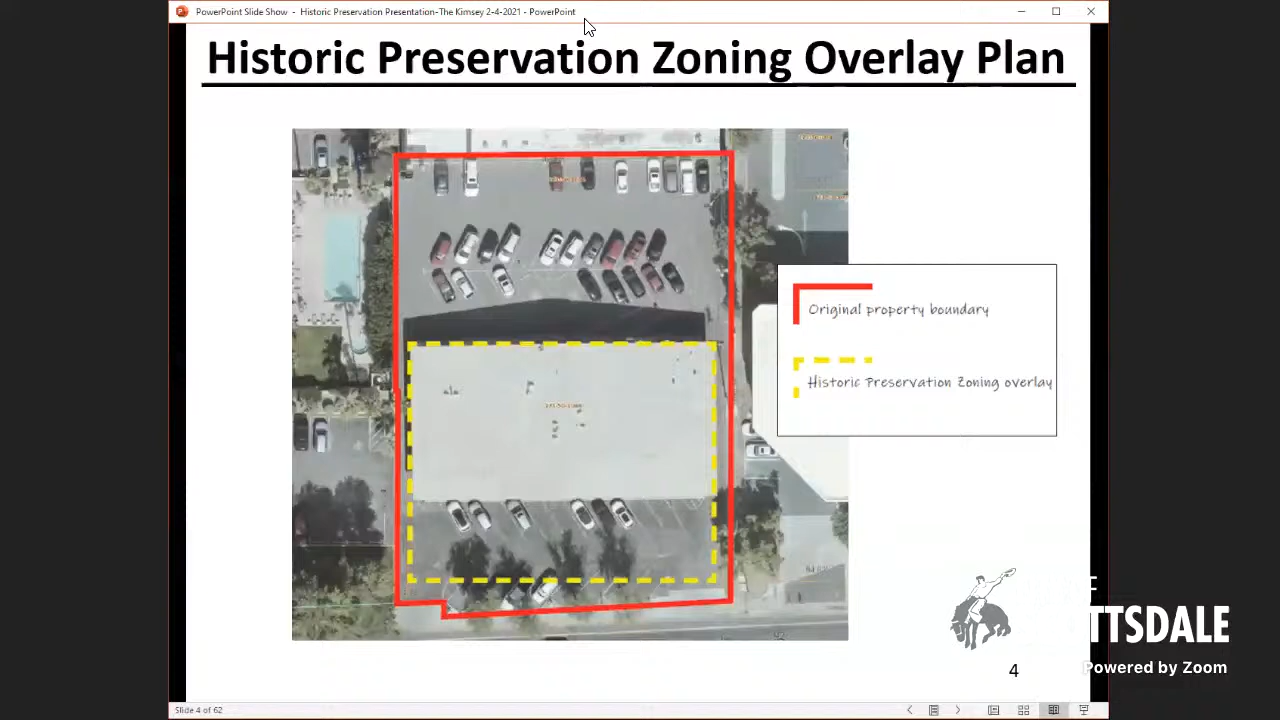 PowerPoint Slide Show - Historic Preservation Presentation-The Kimsey 2-4-2021 - PowerPoint
Historic Preservation Zoning Overlay Plan
Original property boundary
Historic Preservation Zoning overlay
TTSDALE
Powered by Zoom
4
Slide 4 of 62